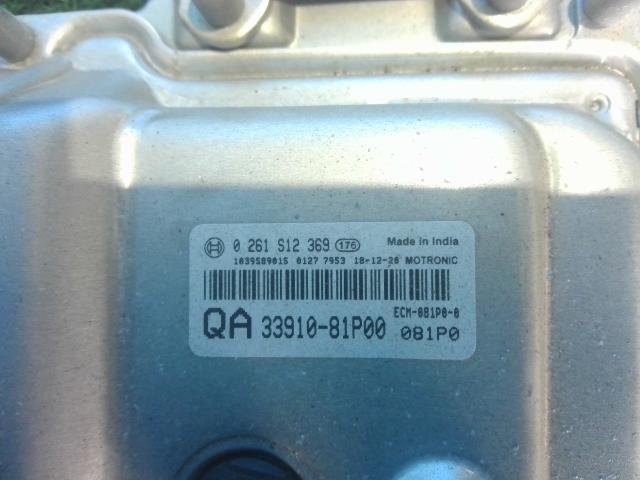 0 261 S12 369 176 Made in India
1039S89015 0127 7953 18-12-20 MOTRONIC
ECM-081P0-0
QA 33910-81P00 081P0